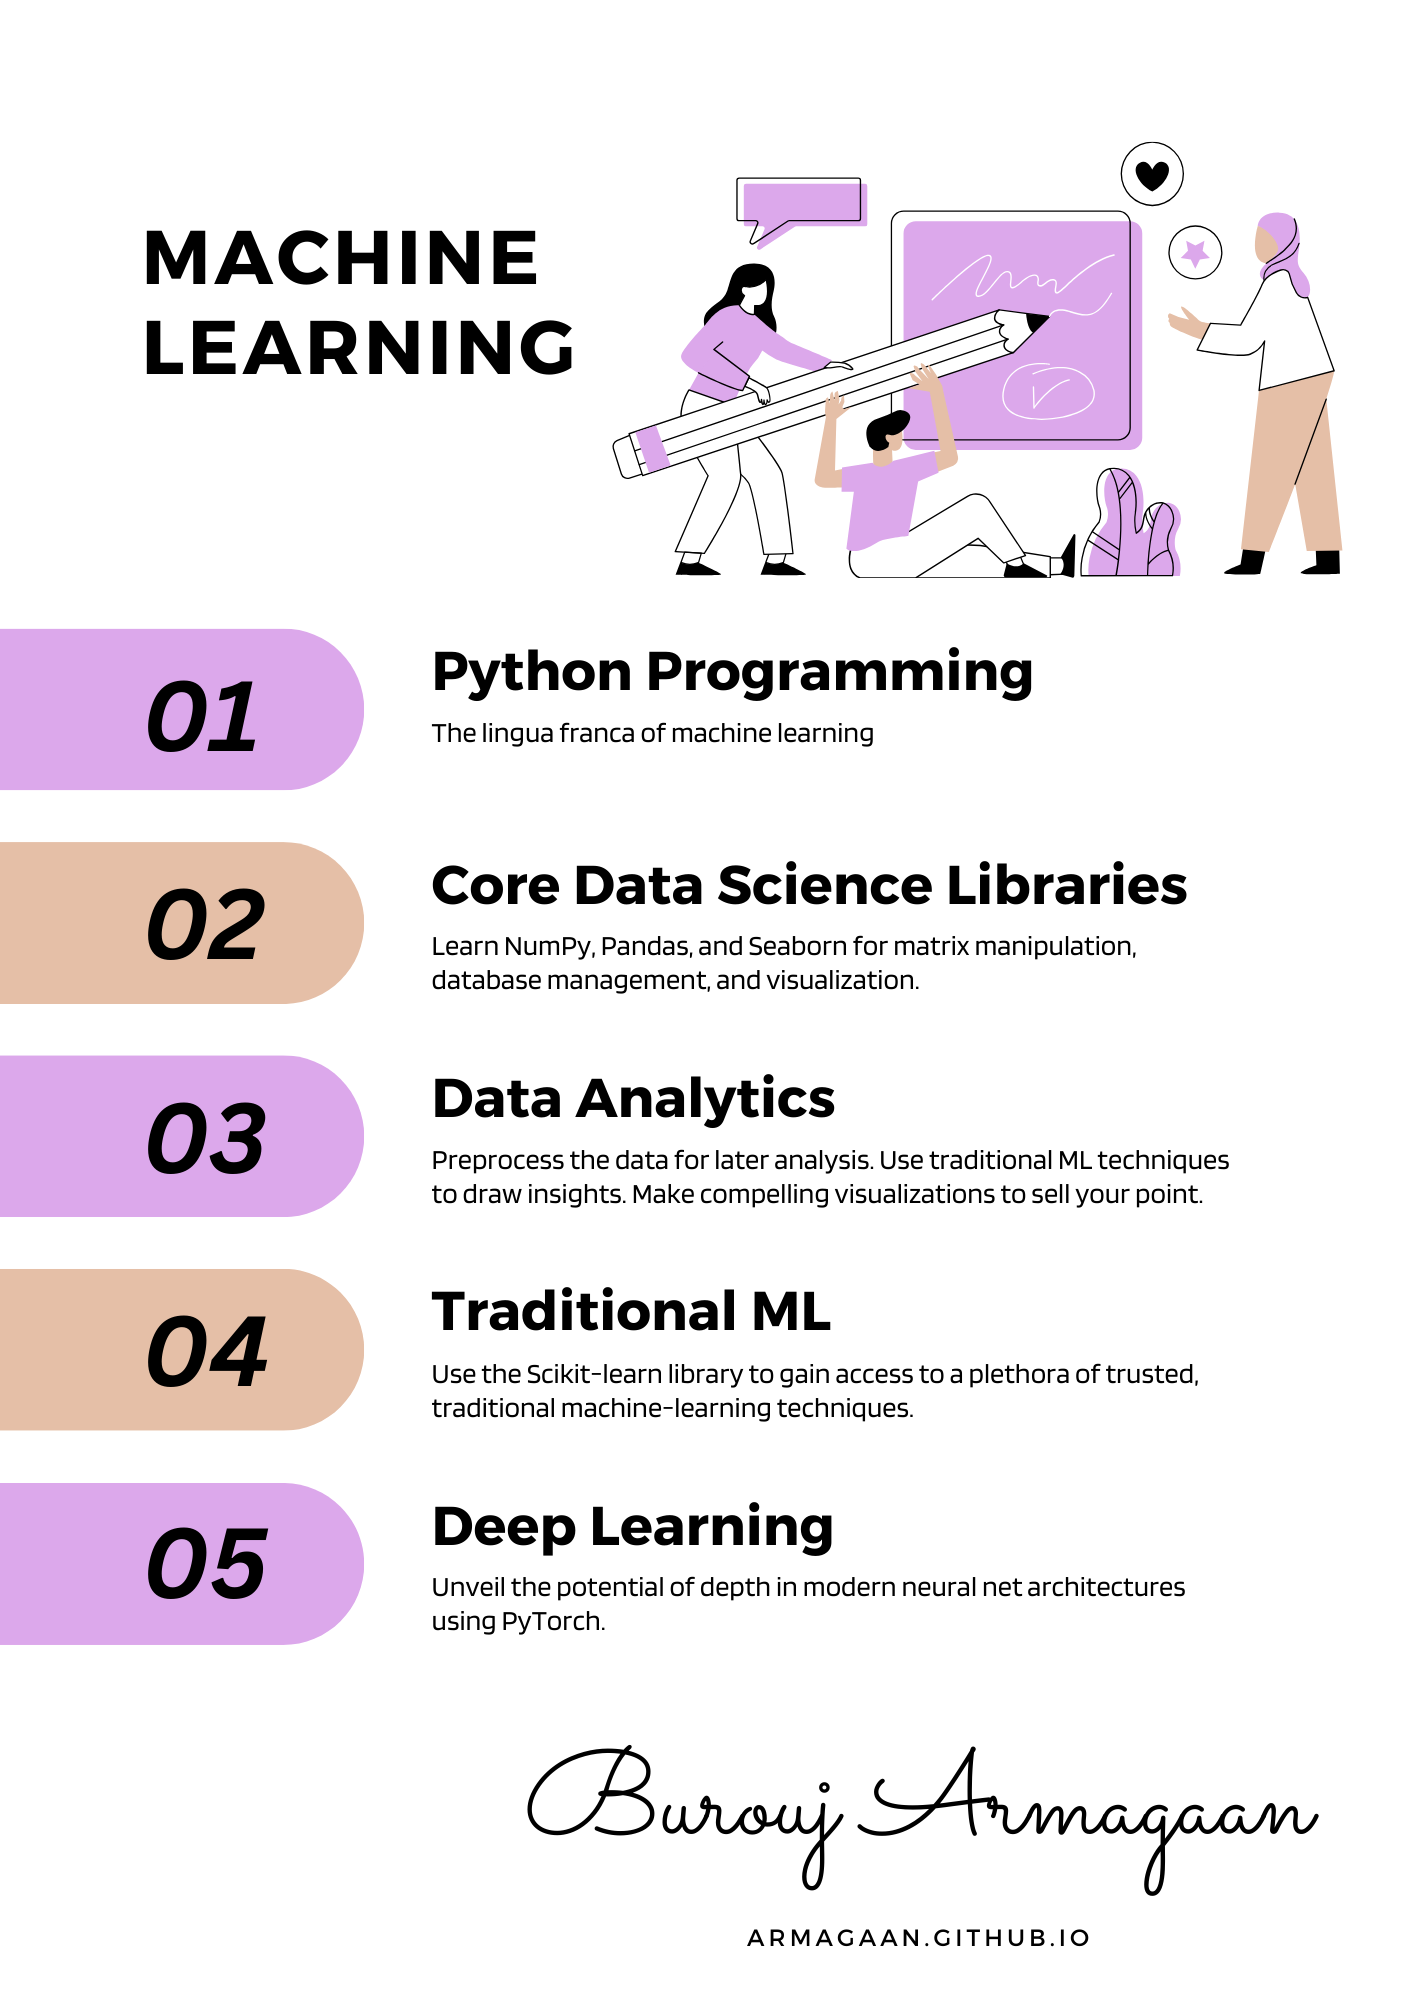 MACHINE
LEARNING
01
Python Programming
The lingua franca of machine learning
02
Core Data Science Libraries
Learn NumPy, Pandas, and Seaborn for matrix manipulation,
database management, and visualization.
03
Data Analytics
Preprocess the data for later analysis. Use traditional ML techniques
to draw insights. Make compelling visualizations to sell your point.
04
Traditional ML
Use the Scikit-learn library to gain access to a plethora of trusted,
traditional machine-learning techniques.
05
Deep Learning
Unveil the potential of depth in modern neural net architectures
using PyTorch.
Burouj Armagaan
ARMAGAAN.GITHUB.IO